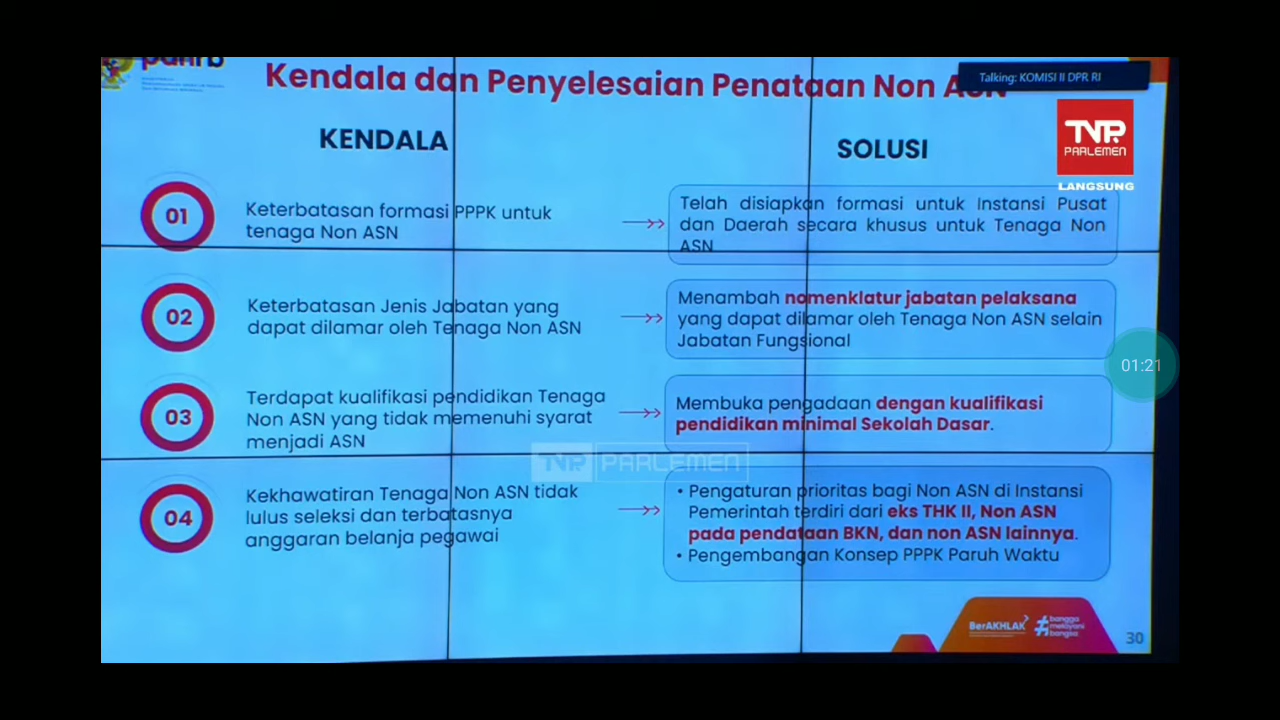 panrb
Kendala dan Penyelesaian Penataan Non ASN
Talking: KOMISI II DPR RI
TVP
PARLEMEN
LANGSUNG
KENDALA
SOLUSI
01
Keterbatasan formasi PPPK untuk
tenaga Non ASN
Telah disiapkan formasi untuk Instansi Pusat
dan Daerah secara khusus untuk Tenaga Non
ASN
02
Keterbatasan Jenis Jabatan yang
dapat dilamar oleh Tenaga Non ASN
Menambah nomenklatur jabatan pelaksana
yang dapat dilamar oleh Tenaga Non ASN selain
Jabatan Fungsional
01:21
03
Terdapat kualifikasi pendidikan Tenaga
Non ASN yang tidak memenuhi syarat
menjadi ASN
Membuka pengadaan dengan kualifikasi
pendidikan minimal Sekolah Dasar.
TVP PARLEMEN
04
Kekhawatiran Tenaga Non ASN tidak
lulus seleksi dan terbatasnya
anggaran belanja pegawai
• Pengaturan prioritas bagi Non ASN di Instansi
Pemerintah terdiri dari eks THK II, Non ASN
pada pendataan BKN, dan non ASN lainnya.
• Pengembangan Konsep PPPK Paruh Waktu
BerAKHLAK
# bangga
melayani
bangsa
30